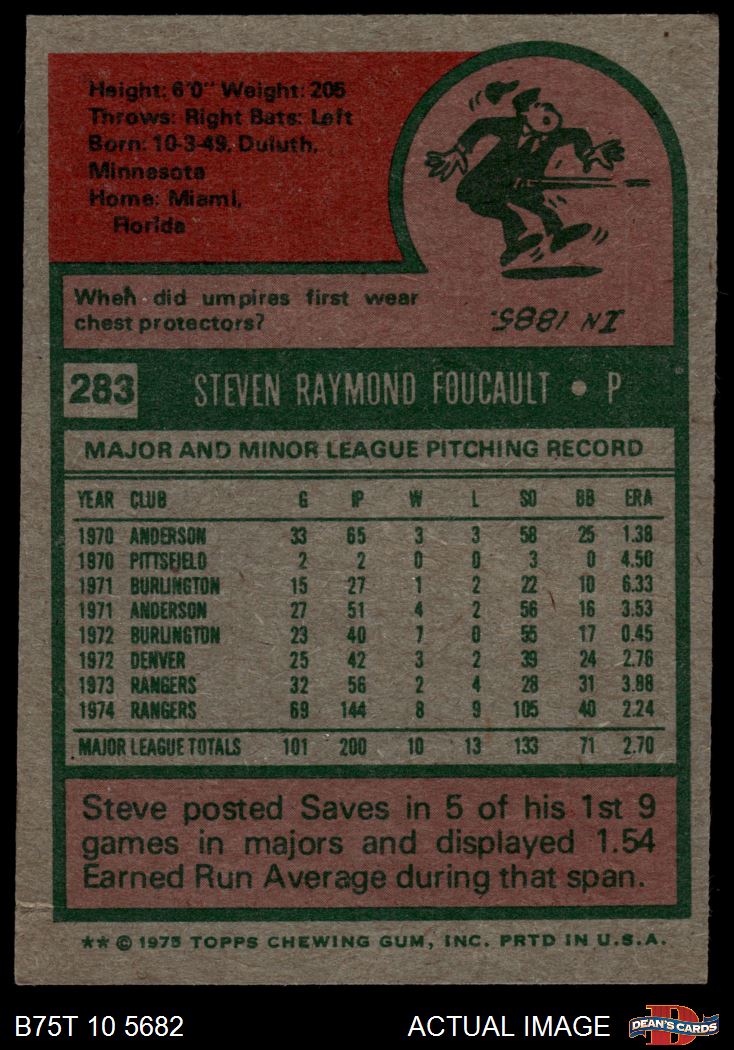 Height: 6'0" Weight: 205
Throws: Right Bats: Left
Born: 10-3-49, Duluth,
Minnesota
Home: Miami,
Florida
When did umpires first wear
chest protectors?
IN 1885.
283 STEVEN RAYMOND FOUCAULT • P
MAJOR AND MINOR LEAGUE PITCHING RECORD
YEAR CLUB G IP W L SO BB ERA
1970 ANDERSON 33 65 3 3 58 25 1.38
1970 PITTSFIELD 2 2 0 0 3 0 4.50
1971 BURLINGTON 15 27 1 2 22 10 6.33
1971 ANDERSON 27 51 4 2 56 16 3.53
1972 BURLINGTON 23 40 7 0 55 17 0.45
1972 DENVER 25 42 3 2 39 24 2.76
1973 RANGERS 32 56 2 4 28 31 3.88
1974 RANGERS 69 144 8 9 105 40 2.24
MAJOR LEAGUE TOTALS 101 200 10 13 133 71 2.70
Steve posted Saves in 5 of his 1st 9
games in majors and displayed 1.54
Earned Run Average during that span.
** © 1975 TOPPS CHEWING GUM, INC. PRTD IN U.S.A.
B75T 10 5682 ACTUAL IMAGE DEAN'S CARDS